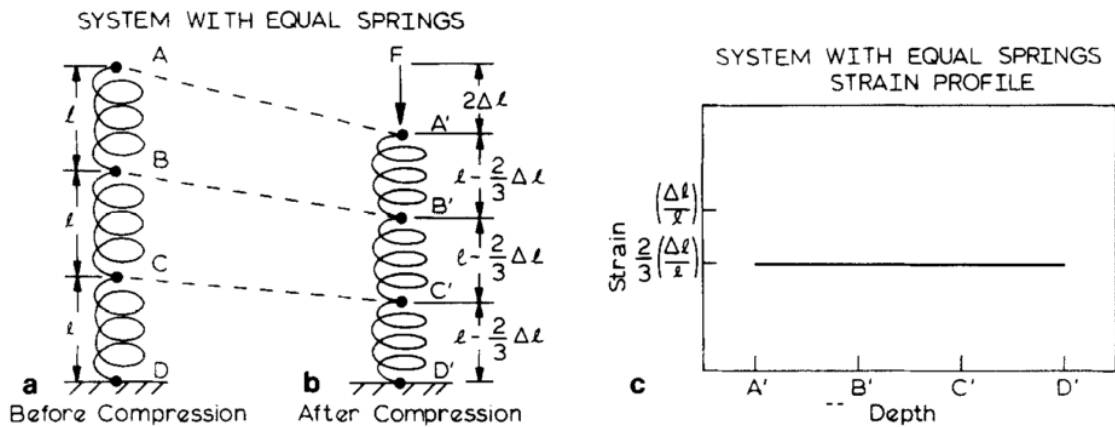 SYSTEM WITH EQUAL SPRINGS
A
B
C
D
ℓ
ℓ
ℓ
a
Before Compression
F
A'
B'
C'
D'
2Δℓ
ℓ - 2/3 Δℓ
ℓ - 2/3 Δℓ
ℓ - 2/3 Δℓ
b
After Compression
SYSTEM WITH EQUAL SPRINGS
STRAIN PROFILE
Strain
(Δℓ/ℓ)
2/3 (Δℓ/ℓ)
A' B' C' D'
Depth
c